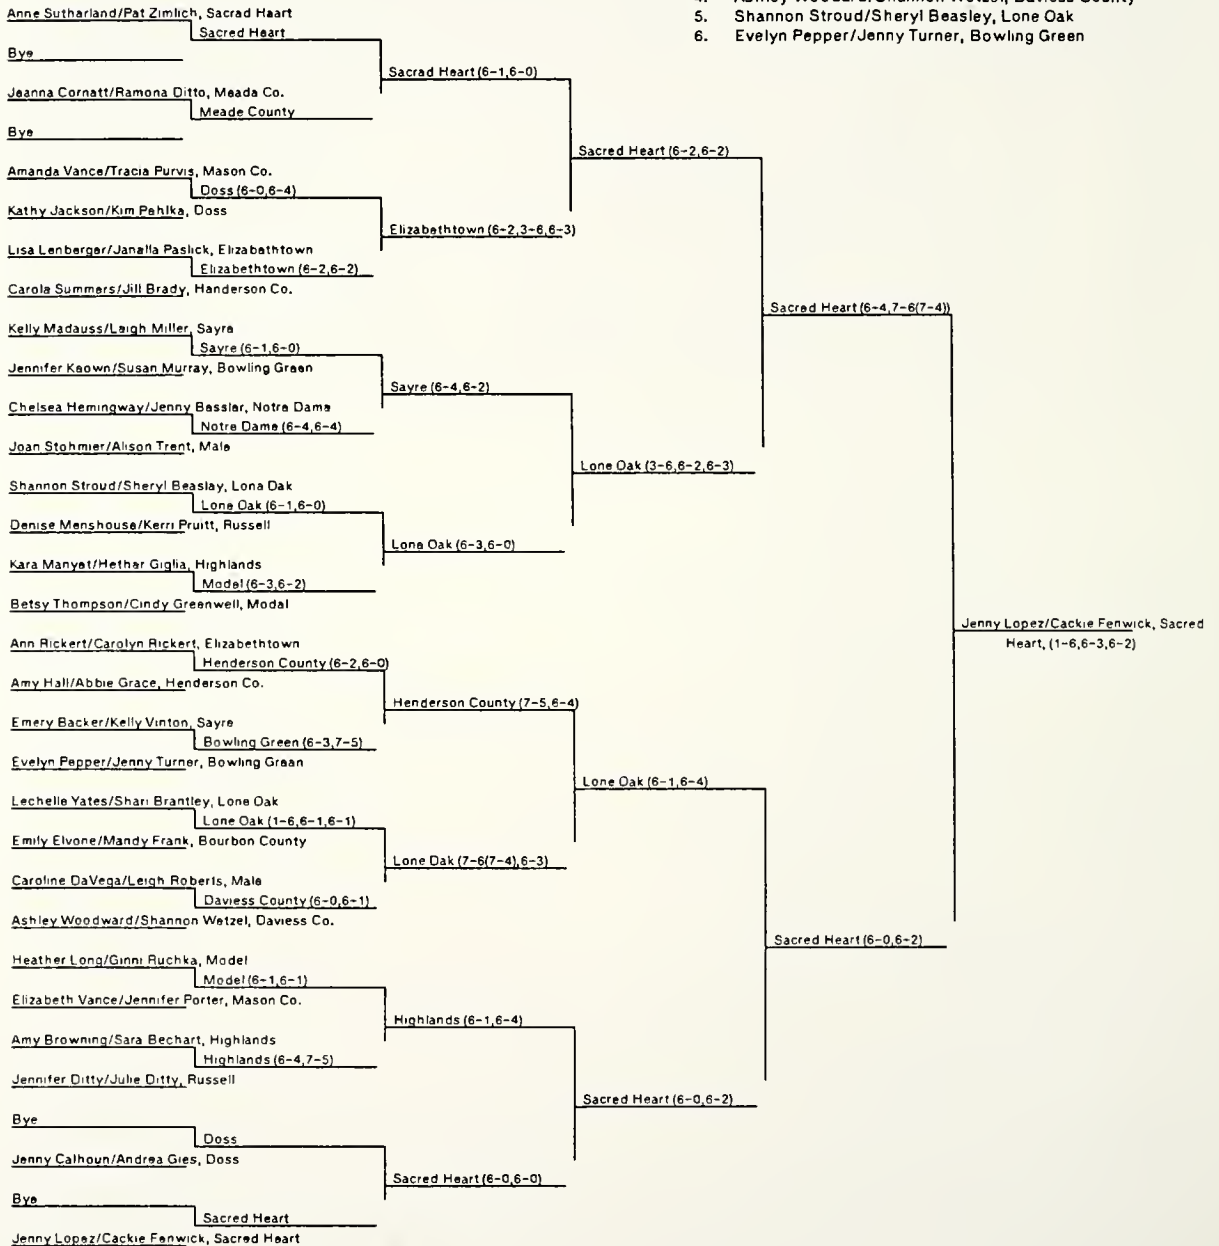 5. Shannon Stroud/Sheryl Beasley, Lone Oak
6. Evelyn Pepper/Jenny Turner, Bowling Green
Anne Sutharland/Pat Zimlich, Sacrad Haart
Sacred Heart
Bye
Sacrad Heart (6-1,6-0)
Jeanna Cornatt/Ramona Ditto, Meada Co.
Meade County
Bye
Sacred Heart (6-2,6-2)
Amanda Vance/Tracia Purvis, Mason Co.
Doss (6-0,6-4)
Kathy Jackson/Kim Pehlka, Doss
Elizabethtown (6-2,3-6,6-3)
Lisa Lenberger/Janalla Paslick, Elizabathtown
Elizabethtown (6-2,6-2)
Carola Summars/Jill Brady, Handerson Co.
Sacred Heart (6-4,7-6(7-4))
Kelly Madauss/Laigh Miller, Sayra
Sayre (6-1,6-0)
Jennifer Kaown/Susan Murray, Bowling Graan
Sayre (6-4,6-2)
Chelsea Hemingway/Jenny Basslar, Notra Dama
Notra Dama (6-4,6-4)
Joan Stohmier/Alison Trent, Mala
Lone Oak (3-6,6-2,6-3)
Shannon Stroud/Sheryl Beaslay, Lona Oak
Lone Oak (6-1,6-0)
Danise Manshousa/Kerri Pruitt, Russell
Lona Oak (6-3,6-0)
Kara Manyat/Hethar Giglia, Highlands
Modal (6-3,6-2)
Betsy Thompson/Cindy Graanwell, Modal
Jenny Lopez/Cackie Fenwick, Sacred
Heart, (1-6,6-3,6-2)
Ann Rickert/Carolyn Rickert, Elizabethtown
Henderson County (6-2,6-0)
Amy Hall/Abbie Grace, Henderson Co.
Henderson County (7-5,6-4)
Emery Backer/Kelly Vinton, Sayre
Bowling Green (6-3,7-5)
Evelyn Pepper/Jenny Turner, Bowling Graan
Lone Oak (6-1,6-4)
Lechelle Yates/Shari Brantley, Lone Oak
Lone Oak (1-6,6-1,6-1)
Emily Elvone/Mandy Frank, Bourbon County
Lone Oak (7-6(7-4),6-3)
Caroline DaVega/Leigh Roberts, Mala
Daviess County (6-0,6-1)
Ashley Woodward/Shannon Watzel, Daviess Co.
Sacred Heart (6-0,6-2)
Heather Long/Ginni Ruchka, Model
Model (6-1,6-1)
Elizabeth Vance/Jennifer Porter, Mason Co.
Highlands (6-1,6-4)
Amy Browning/Sara Bechart, Highlands
Highlands (6-4,7-5)
Jennifer Ditty/Julie Ditty, Russell
Sacred Heart (6-0,6-2)
Bye
Doss
Jenny Calhoun/Andrea Gies, Doss
Sacred Heart (6-0,6-0)
Bye
Sacred Heart
Jenny Lopez/Cackie Fenwick, Sacred Heart